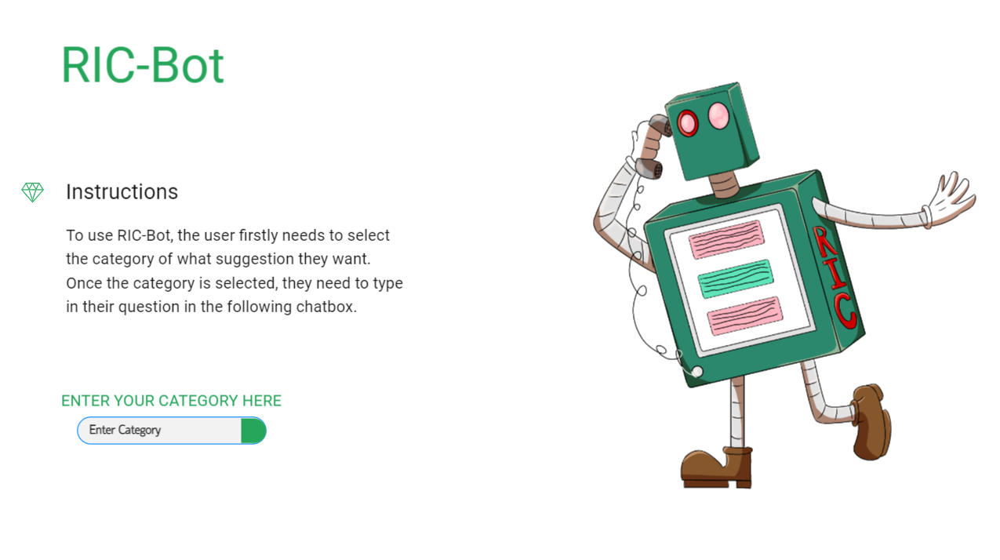 RIC-Bot
Instructions
To use RIC-Bot, the user firstly needs to select
the category of what suggestion they want.
Once the category is selected, they need to type
in their question in the following chatbox.
ENTER YOUR CATEGORY HERE
Enter Category
RIC